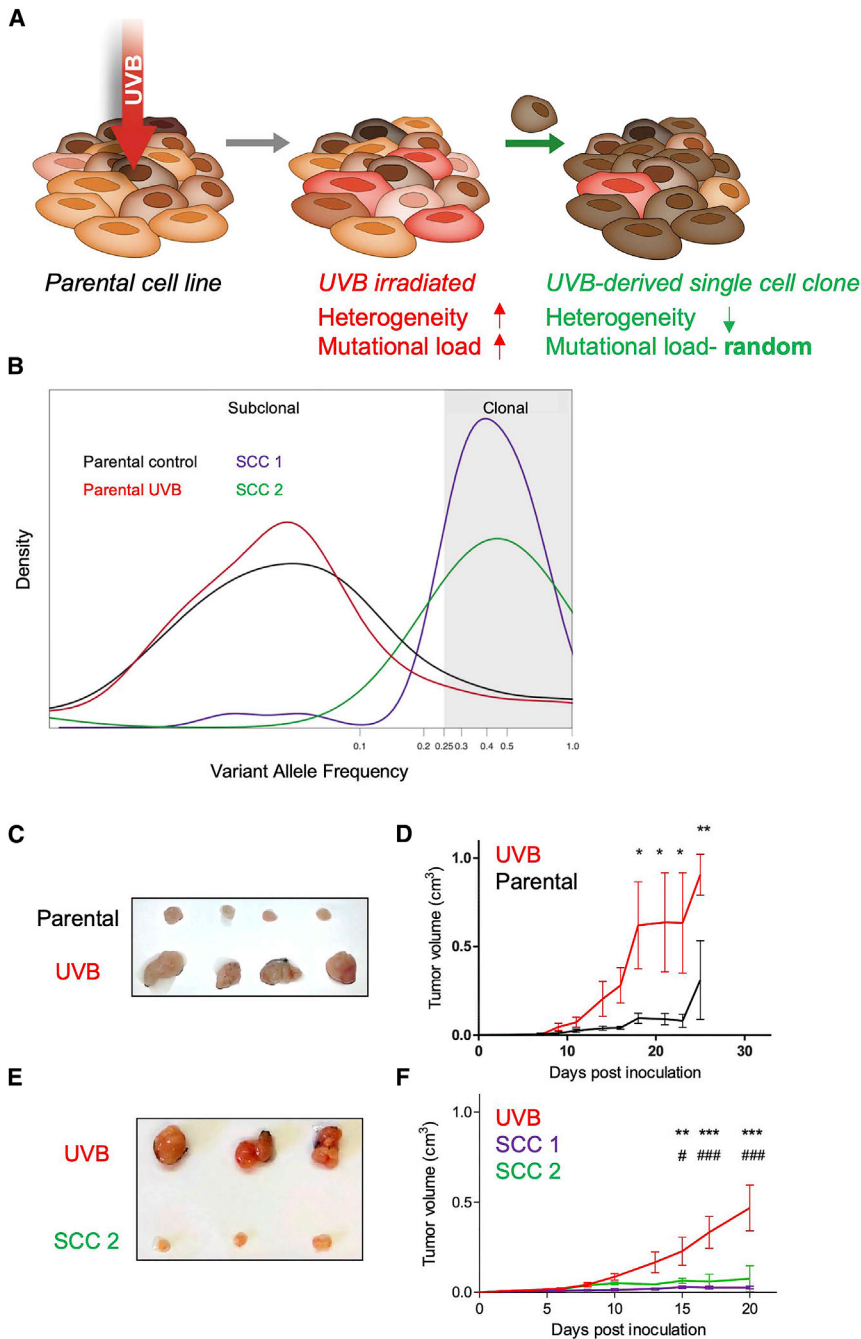 A
UVB
Parental cell line
UVB irradiated
Heterogeneity ↑
Mutational load ↑
UVB-derived single cell clone
Heterogeneity ↓
Mutational load- random
B
Subclonal
Clonal
Parental control
SCC 1
Parental UVB
SCC 2
Density
0.1
0.2
0.25
0.3
0.4
0.5
1.0
Variant Allele Frequency
C
Parental
UVB
D
UVB
Parental
* * * **
Tumor volume (cm³)
1.0
0.5
0.0
0 10 20 30
Days post inoculation
E
UVB
SCC 2
F
UVB
SCC 1
SCC 2
** *** ***
# ### ###
Tumor volume (cm³)
1.0
0.5
0.0
0 5 10 15 20
Days post inoculation